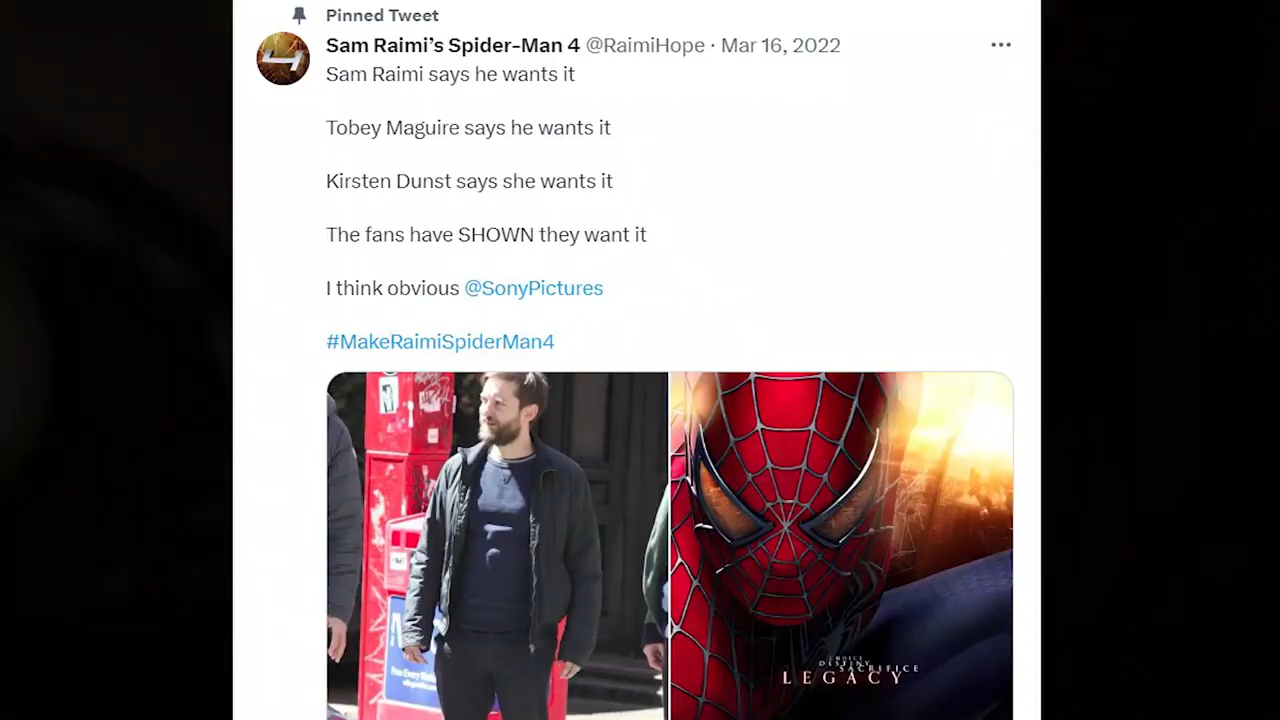 Pinned Tweet
Sam Raimi’s Spider-Man 4 @RaimiHope · Mar 16, 2022
Sam Raimi says he wants it
Tobey Maguire says he wants it
Kirsten Dunst says she wants it
The fans have SHOWN they want it
I think obvious @SonyPictures
#MakeRaimiSpiderMan4
CHOICE
DESTINY
SACRIFICE
LEGACY